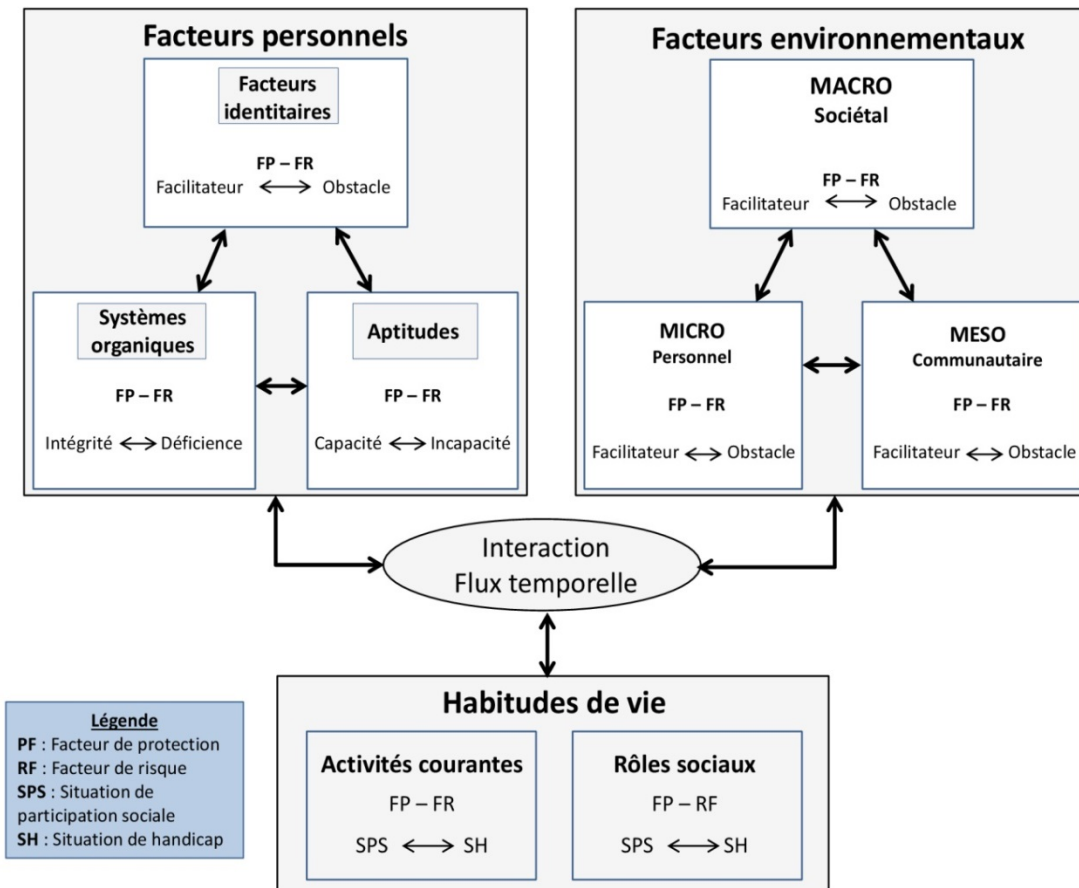 Facteurs personnels
Facteurs
identitaires
FP – FR
Facilitateur
Obstacle
Systèmes
organiques
FP – FR
Intégrité
Déficience
Aptitudes
FP – FR
Capacité
Incapacité
Facteurs environnementaux
MACRO
Sociétal
FP – FR
Facilitateur
Obstacle
MICRO
Personnel
FP – FR
Facilitateur
Obstacle
MESO
Communautaire
FP – FR
Facilitateur
Obstacle
Interaction
Flux temporelle
Habitudes de vie
Activités courantes
FP – FR
SPS
SH
Rôles sociaux
FP – RF
SPS
SH
Légende
PF : Facteur de protection
RF : Facteur de risque
SPS : Situation de
participation sociale
SH : Situation de handicap